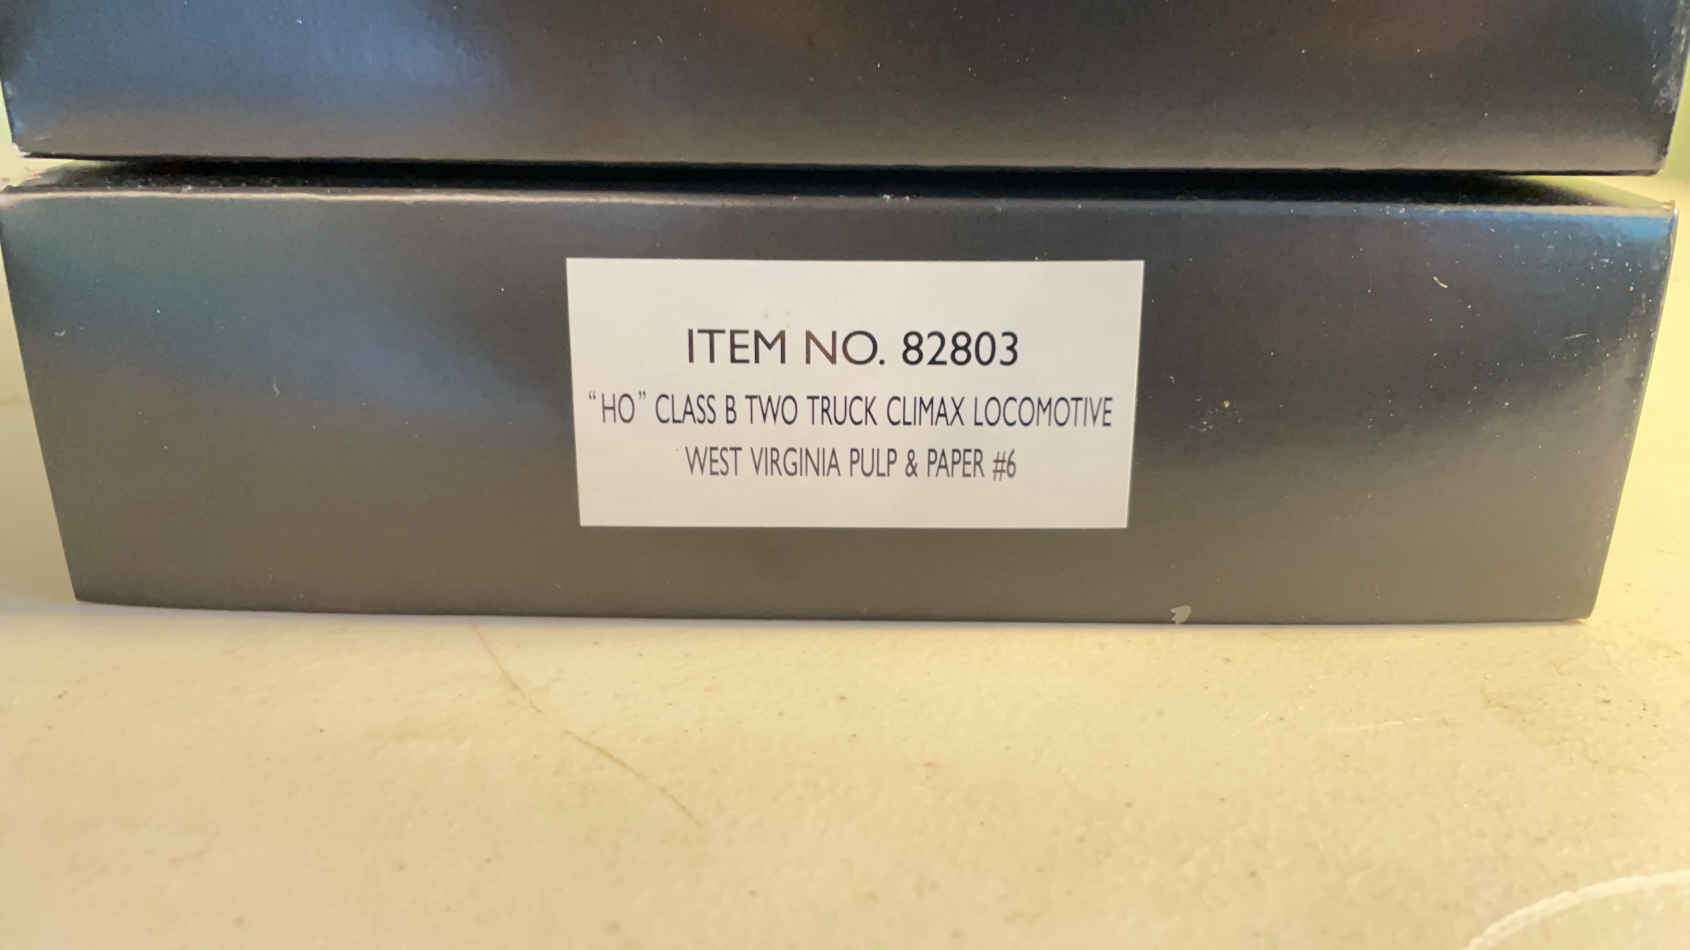 ITEM NO. 82803
“HO” CLASS B TWO TRUCK CLIMAX LOCOMOTIVE
WEST VIRGINIA PULP & PAPER #6